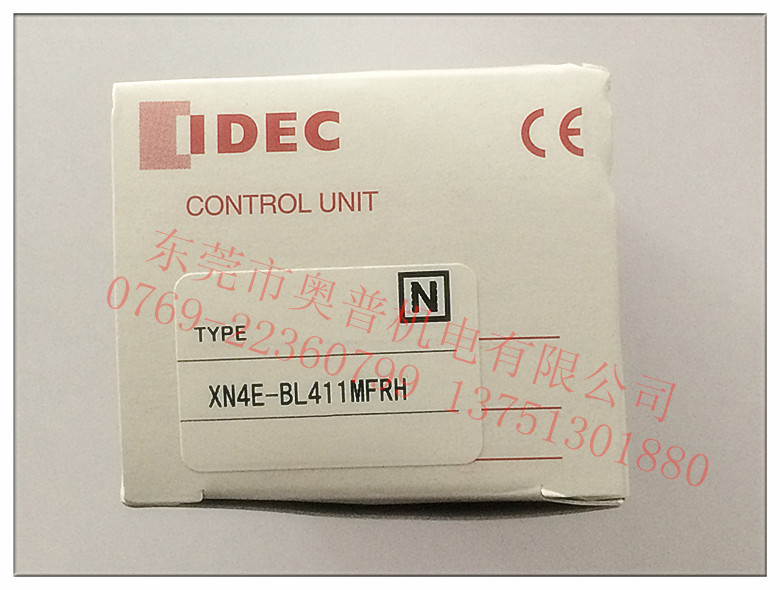 IDEC
CE
CONTROL UNIT
N
TYPE
XN4E-BL411MFRH
东莞市奥普机电有限公司
0769-22360799 13751301880